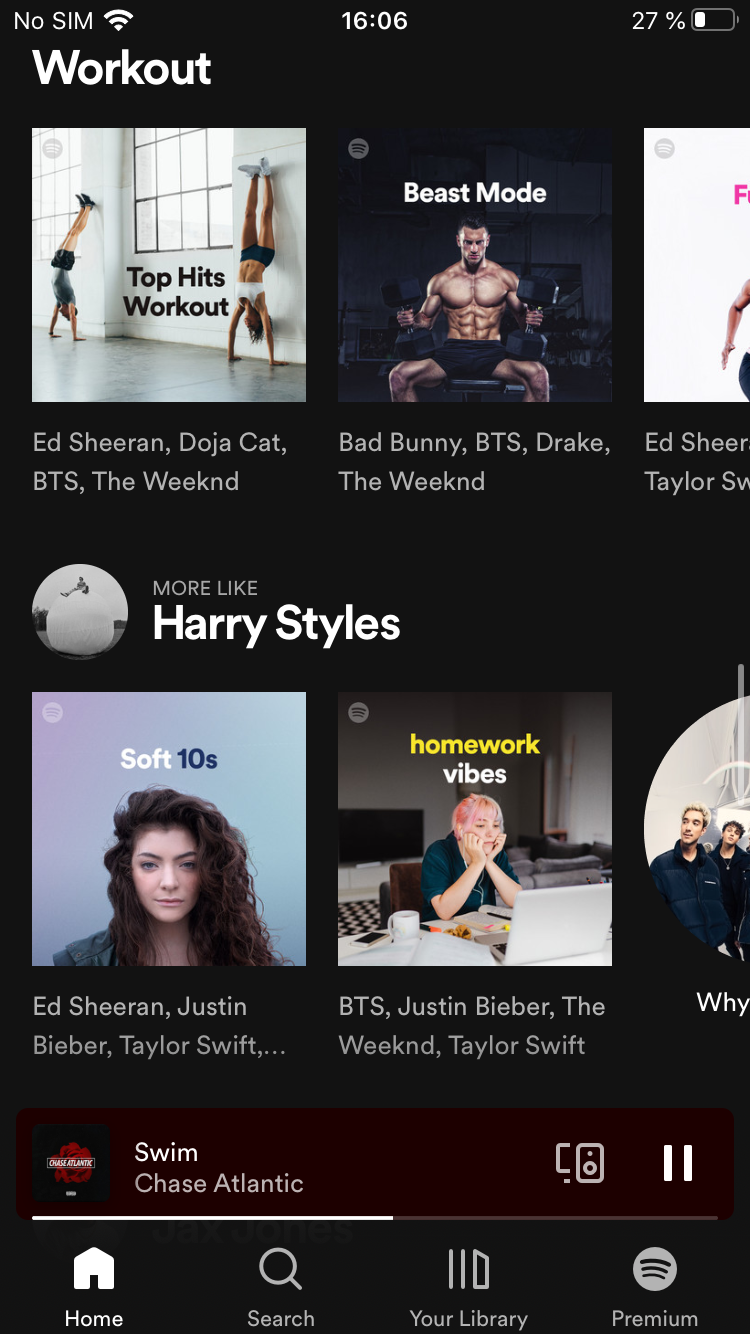 No SIM 16:06 27 %
Workout
Top Hits
Workout
Beast Mode
Ed Sheeran, Doja Cat,
BTS, The Weeknd
Bad Bunny, BTS, Drake,
The Weeknd
Ed
Taylor
MORE LIKE
Harry Styles
Soft 10s
homework
vibes
Ed Sheeran, Justin
Bieber, Taylor Swift,...
BTS, Justin Bieber, The
Weeknd, Taylor Swift
Why
CHASE ATLANTIC
Swim
Chase Atlantic
Jax Jones
Home Search Your Library Premium